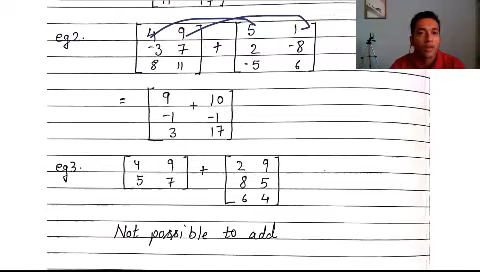 eg2. [4 9 + [5 1
-3 7 2 -8
8 11] -5 6]
= [9 + 10
-1 -1
3 17]
eg3. [4 9 + [2 9
5 7] 8 5
6 4]
Not possible to add